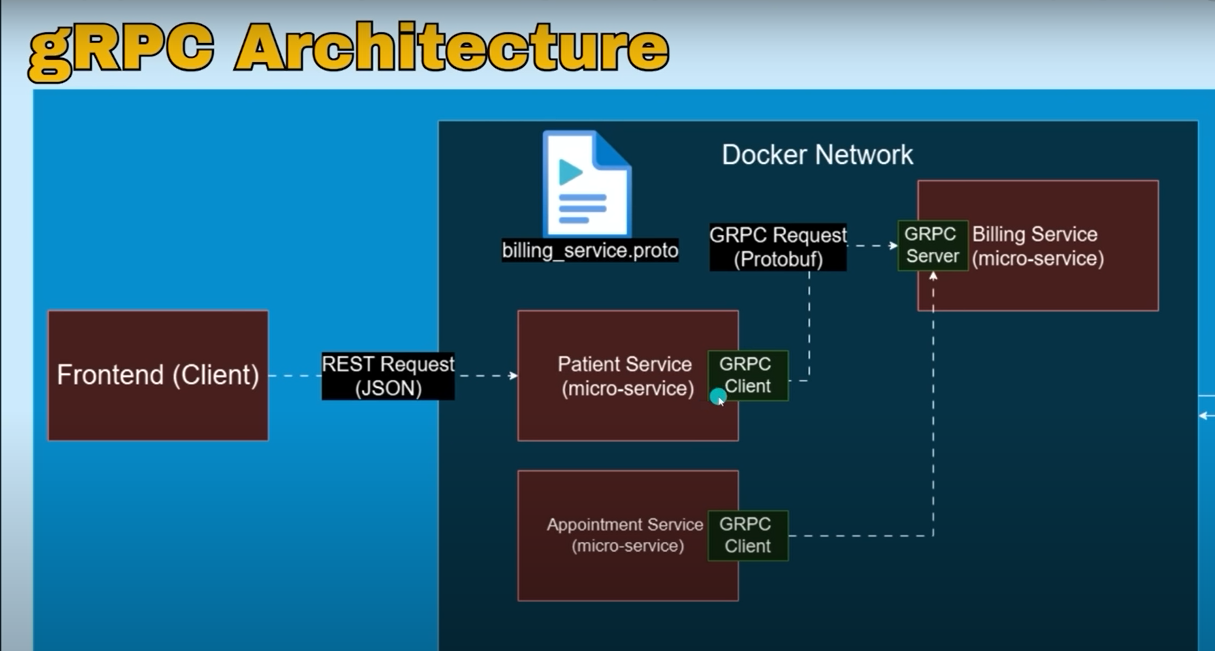 gRPC Architecture
Docker Network
billing_service.proto
GRPC Request
(Protobuf)
GRPC
Server
Billing Service
(micro-service)
Frontend (Client)
REST Request
(JSON)
Patient Service
(micro-service)
GRPC
Client
Appointment Service
(micro-service)
GRPC
Client